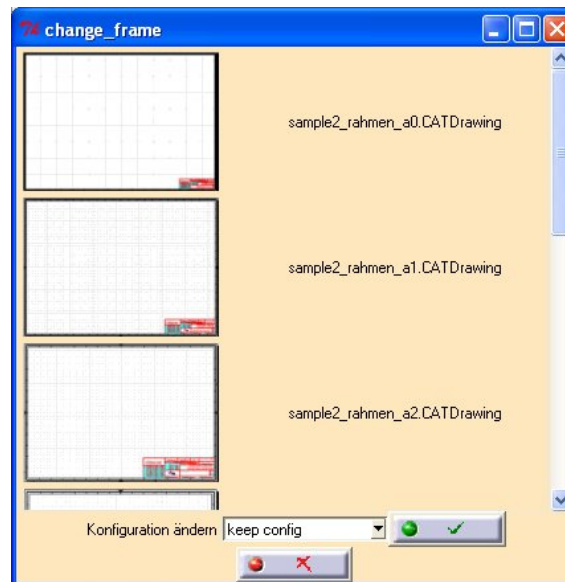 change_frame
sample2_rahmen_a0.CATDrawing
sample2_rahmen_a1.CATDrawing
sample2_rahmen_a2.CATDrawing
Konfiguration ändern keep config